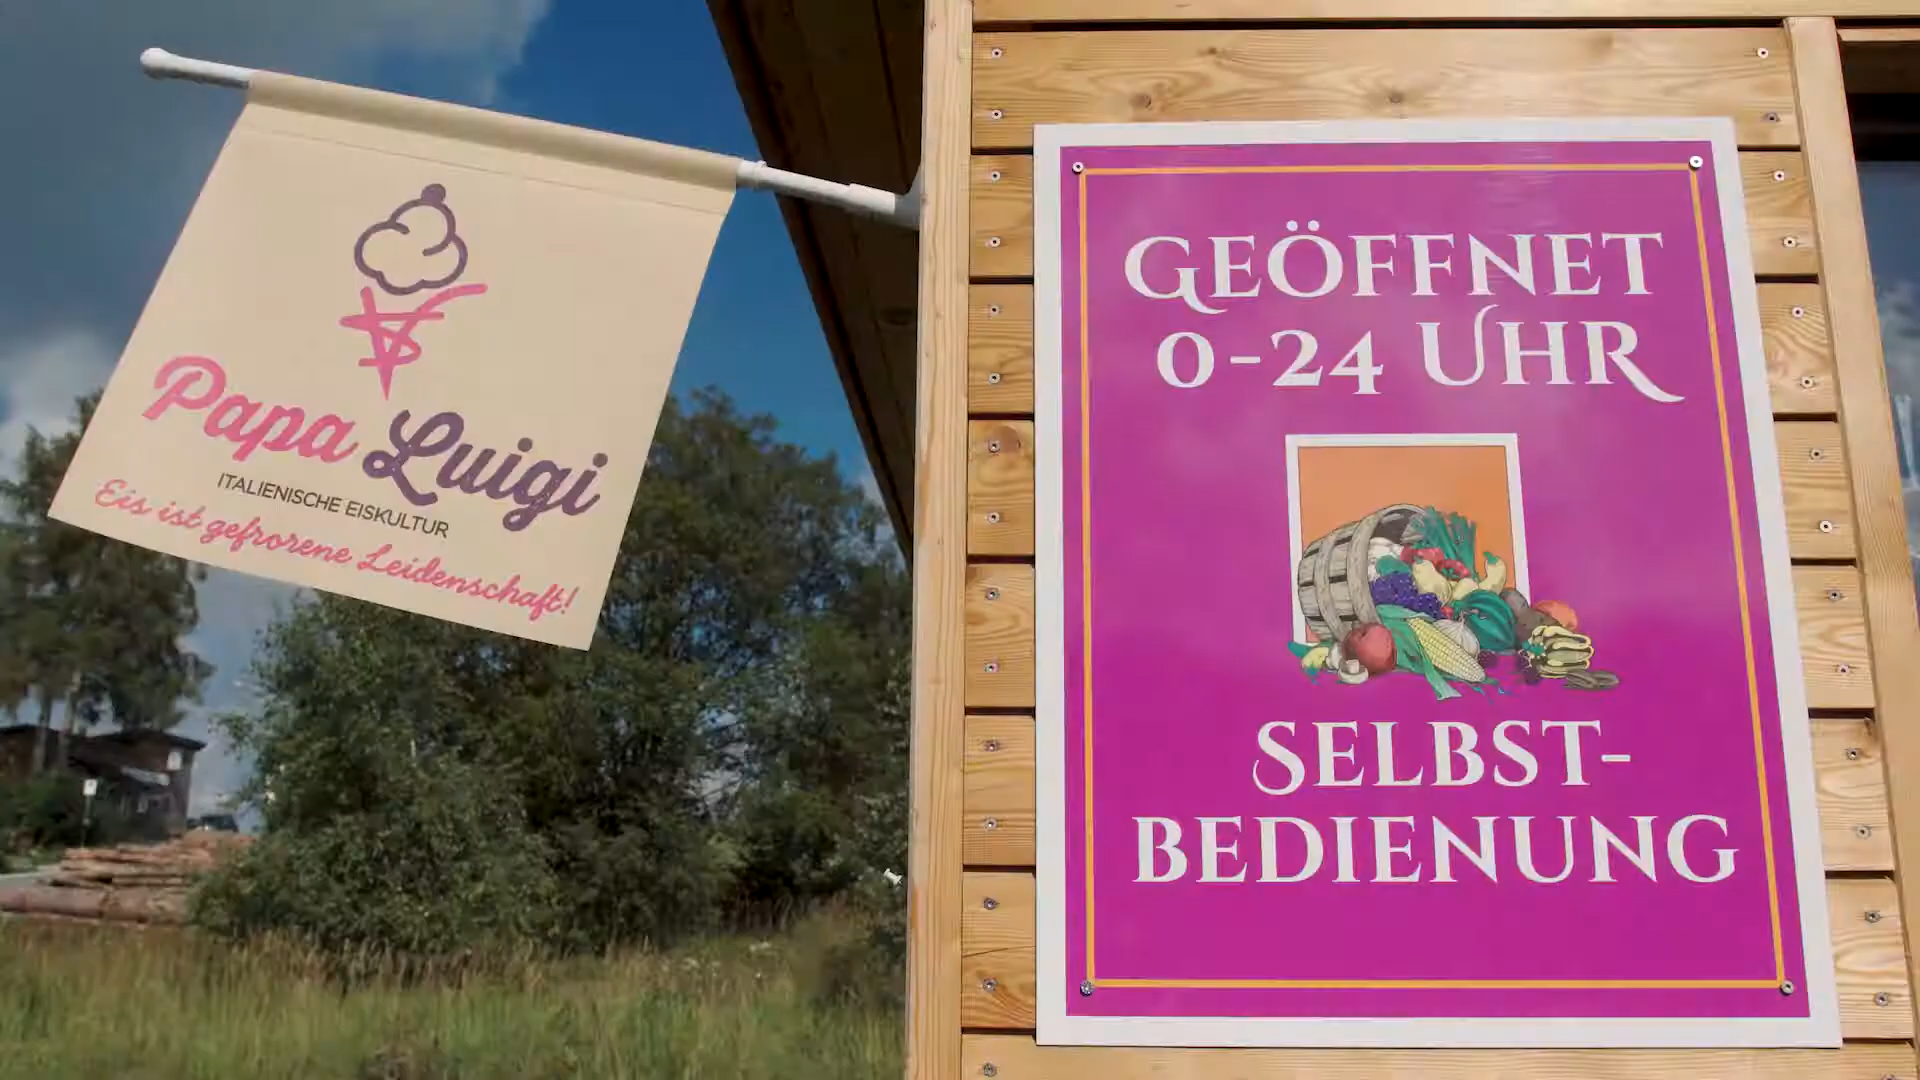 Papa Luigi
ITALIENISCHE EISKULTUR
Eis ist gefrorene Leidenschaft!
GEÖFFNET
0-24 UHR
SELBST-
BEDIENUNG